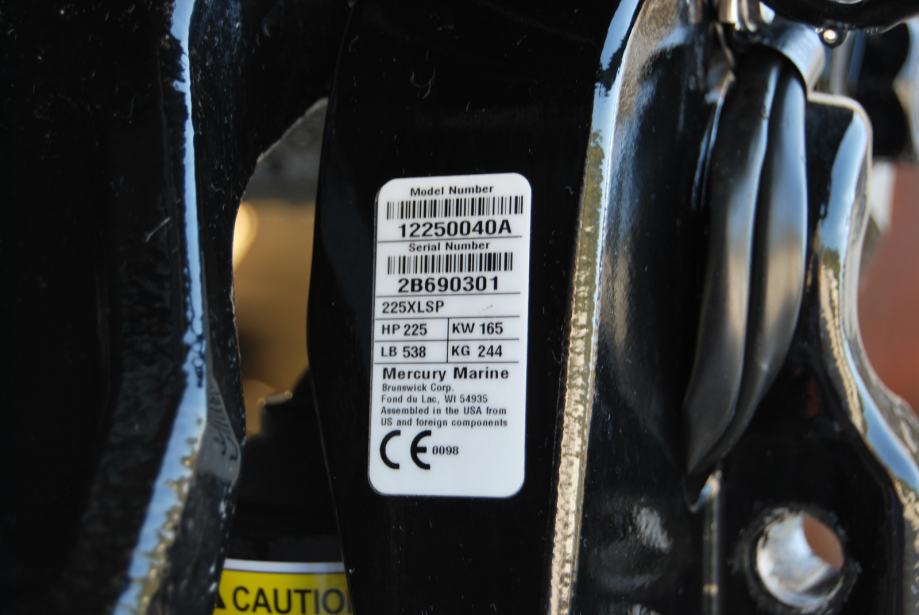 Model Number
12250040A
Serial Number
2B690301
225XLSP
HP 225 KW 165
LB 538 KG 244
Mercury Marine
Brunswick Corp.
Fond du Lac, WI 54935
Assembled in the USA from
US and foreign components
CE 0098
CAUTIO